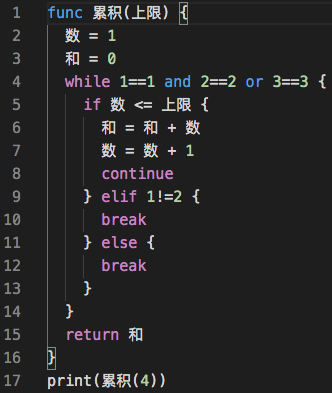 1 func 累积(上限) {
2 数 = 1
3 和 = 0
4 while 1==1 and 2==2 or 3==3 {
5 if 数 <= 上限 {
6 和 = 和 + 数
7 数 = 数 + 1
8 continue
9 } elif 1!=2 {
10 break
11 } else {
12 break
13 }
14 }
15 return 和
16 }
17 print(累积(4))